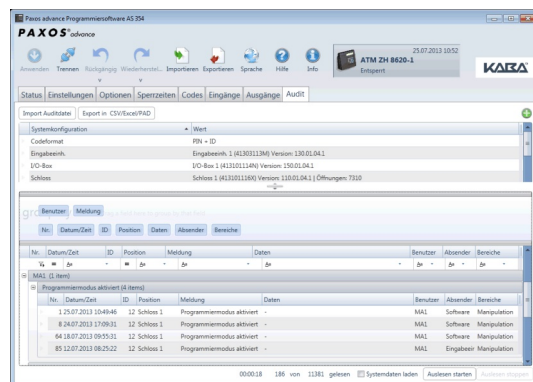 Paxos advance Programmiersoftware AS 354
PAXOS® advance
Anwenden Trennen Rückgängig Wiederherstel... Importieren Exportieren Sprache Hilfe Info
25.07.2013 10:52
ATM ZH 8620-1
Entsperrt
KABA
Status Einstellungen Optionen Sperrzeiten Codes Eingänge Ausgänge Audit
Import Auditdatei Export in CSV/Excel/PAD
Systemkonfiguration Wert
Codeformat PIN + ID
Eingabeeinh. Eingabeeinh. 1 (41303113M) Version: 130.01.04.1
I/O-Box I/O-Box 1 (413101114N) Version: 150.01.04.1
Schloss Schloss 1 (413101116X) Version: 110.01.04.1 | Öffnungen: 7310
Benutzer Meldung
Nr. Datum/Zeit ID Position Daten Absender Bereiche
Nr. Datum/Zeit ID Position Meldung Daten Benutzer Absender Bereiche
MA1 (1 item)
Programmiermodus aktiviert (4 items)
Nr. Datum/Zeit ID Position Meldung Daten Benutzer Absender Bereiche
1 25.07.2013 10:49:46 12 Schloss 1 Programmiermodus aktiviert - MA1 Software Manipulation
8 24.07.2013 17:09:31 12 Schloss 1 Programmiermodus aktiviert - MA1 Software Manipulation
64 18.07.2013 09:55:31 12 Schloss 1 Programmiermodus aktiviert - MA1 Software Manipulation
85 12.07.2013 08:25:22 12 Schloss 1 Programmiermodus aktiviert - MA1 Eingabeeir Manipulation
00:00:18 186 von 11381 gelesen Systemdaten laden Auslesen starten Auslesen stoppen